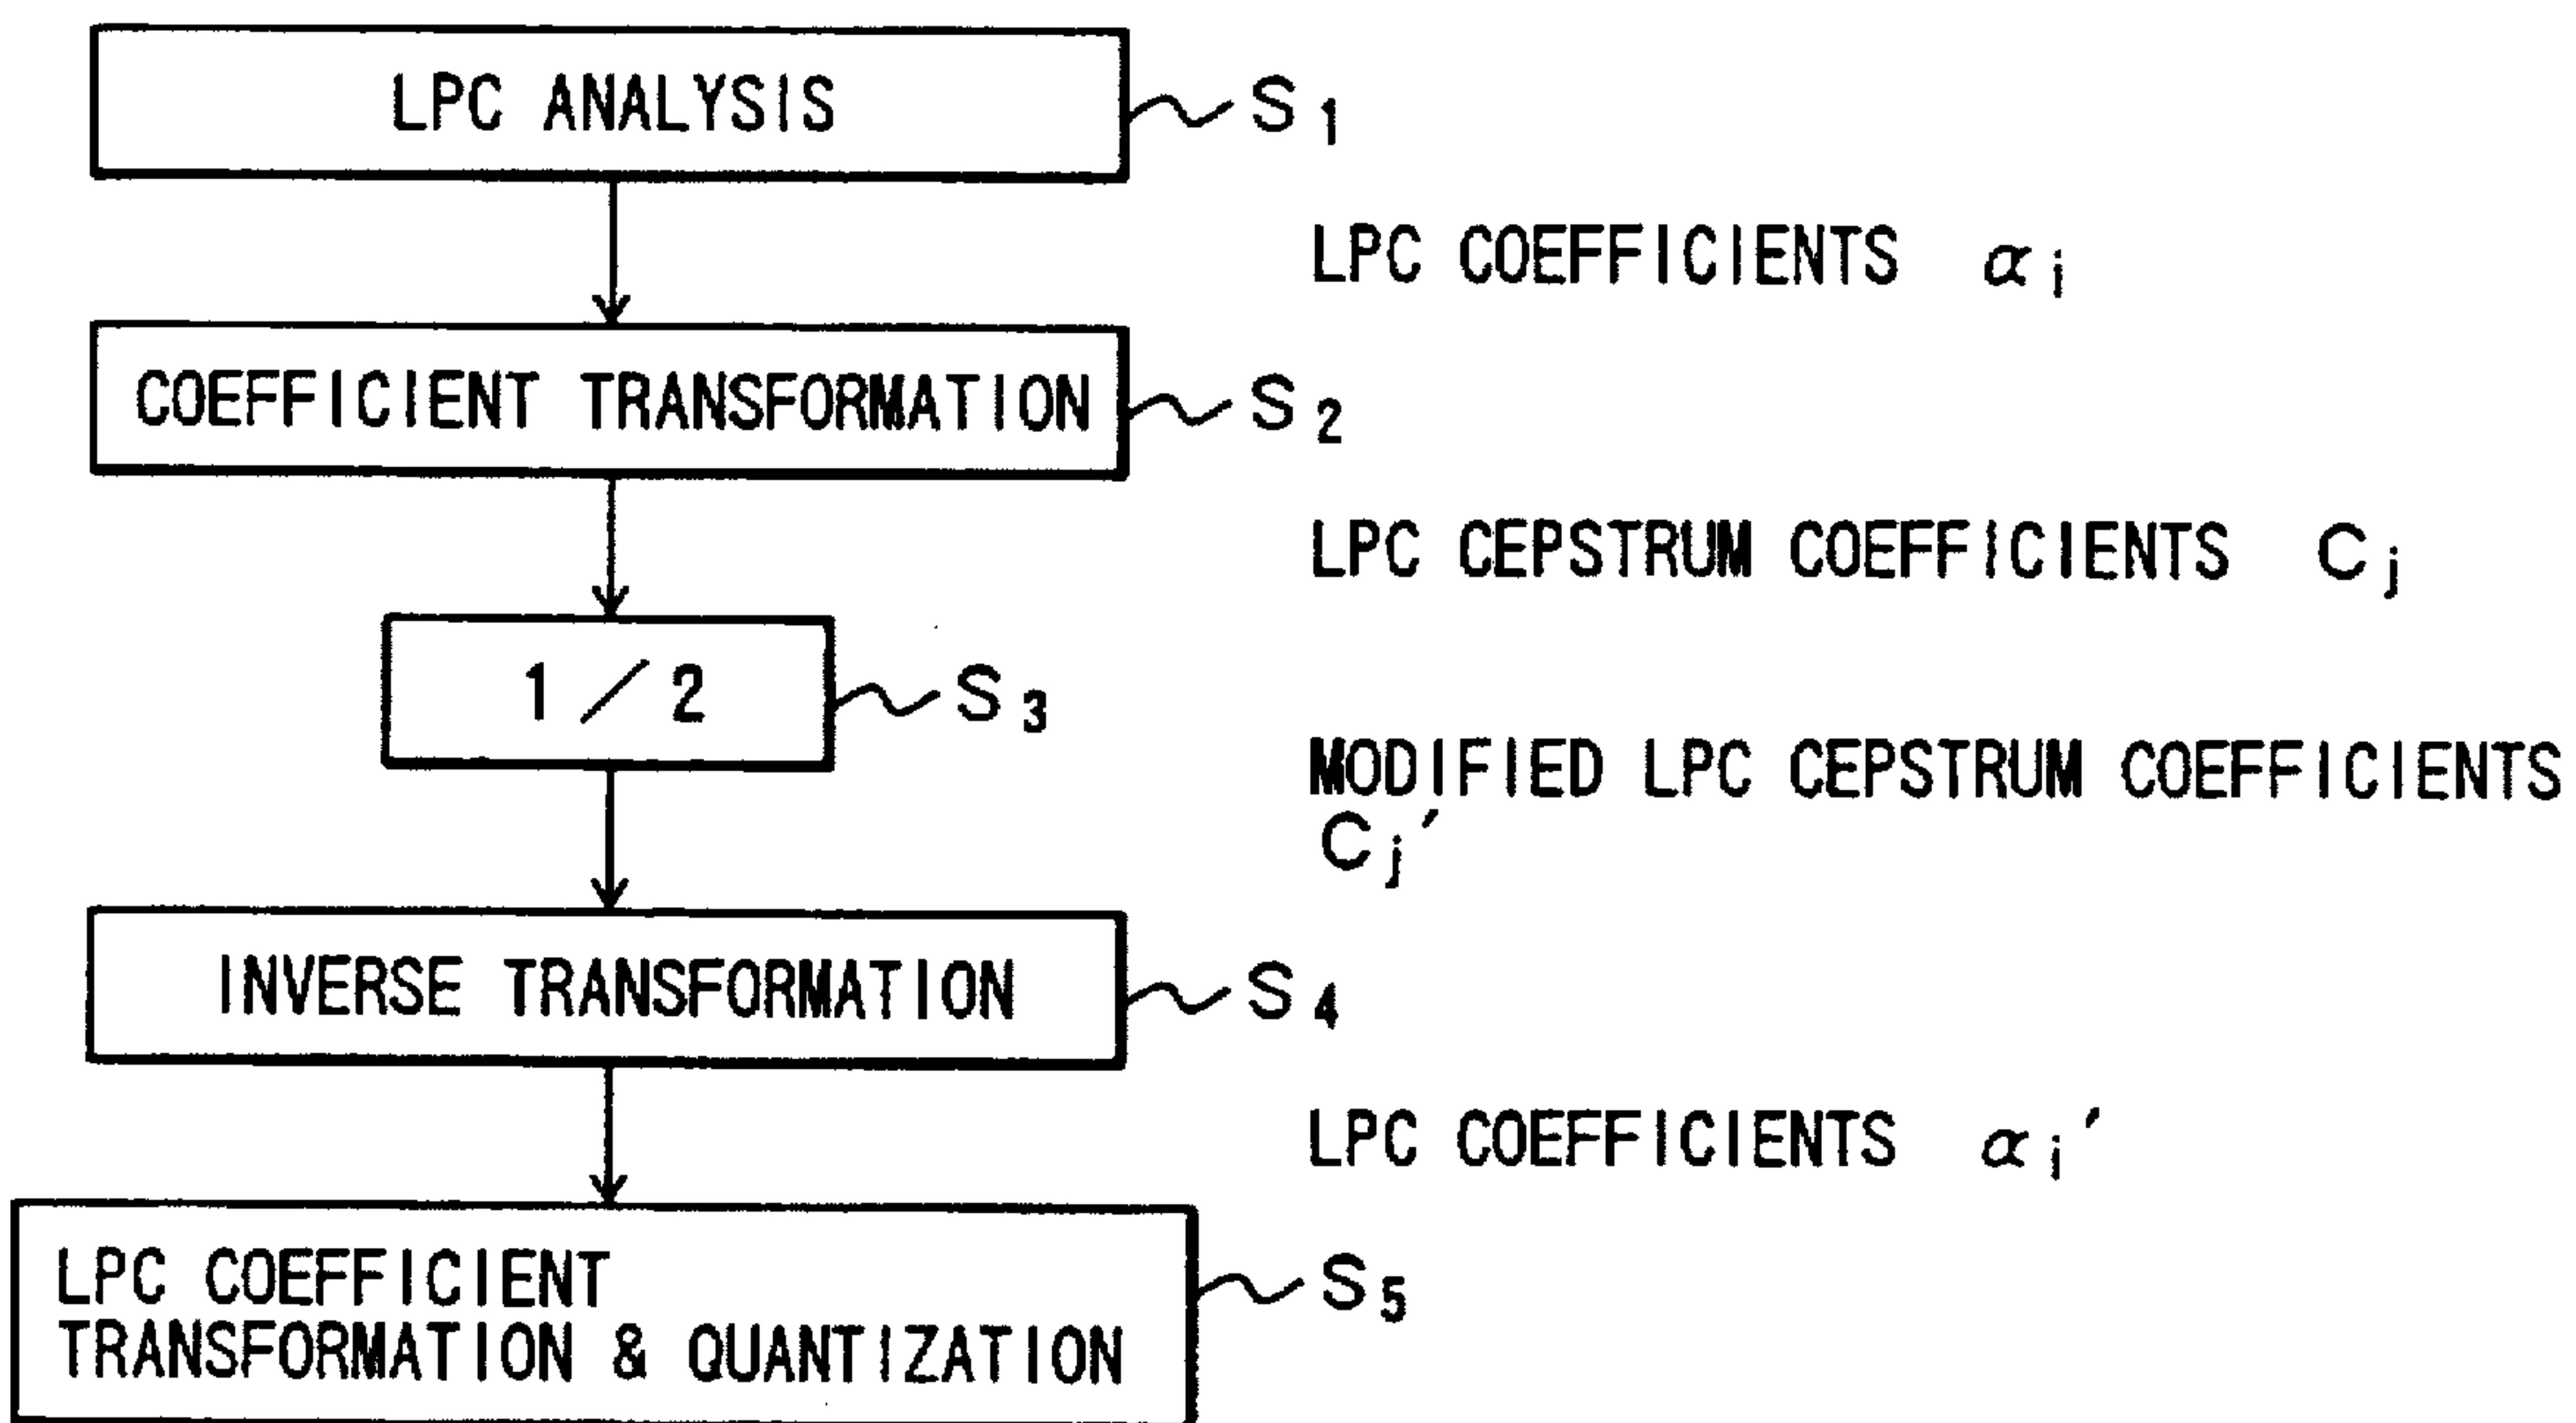 LPC ANALYSIS
S1
LPC COEFFICIENTS αi
COEFFICIENT TRANSFORMATION
S2
LPC CEPSTRUM COEFFICIENTS Cj
1/2
S3
MODIFIED LPC CEPSTRUM COEFFICIENTS
Cj′
INVERSE TRANSFORMATION
S4
LPC COEFFICIENTS αi′
LPC COEFFICIENT
TRANSFORMATION & QUANTIZATION
S5